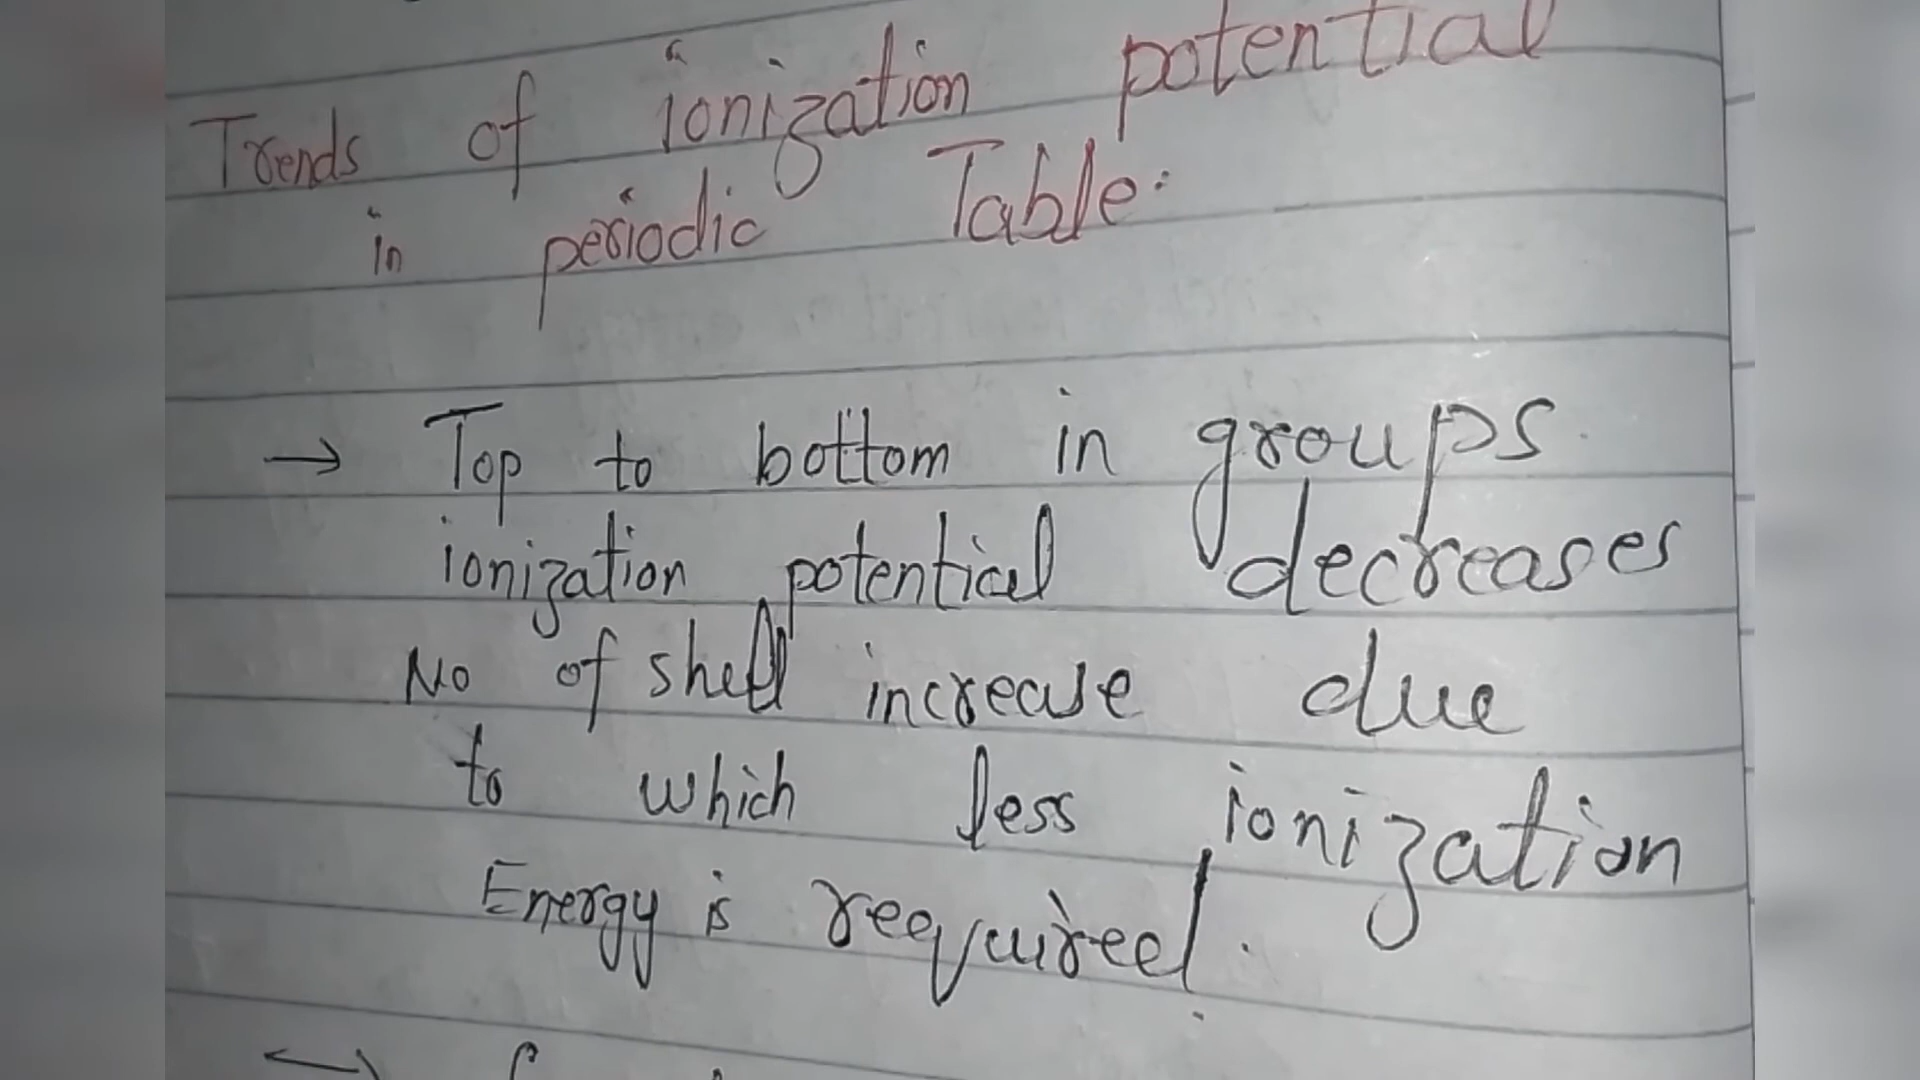 Trends of ionization potential
in periodic Table:
→ Top to bottom in groups
ionization potential decreases
No of shell increase due
to which less ionization
Energy is required.
→